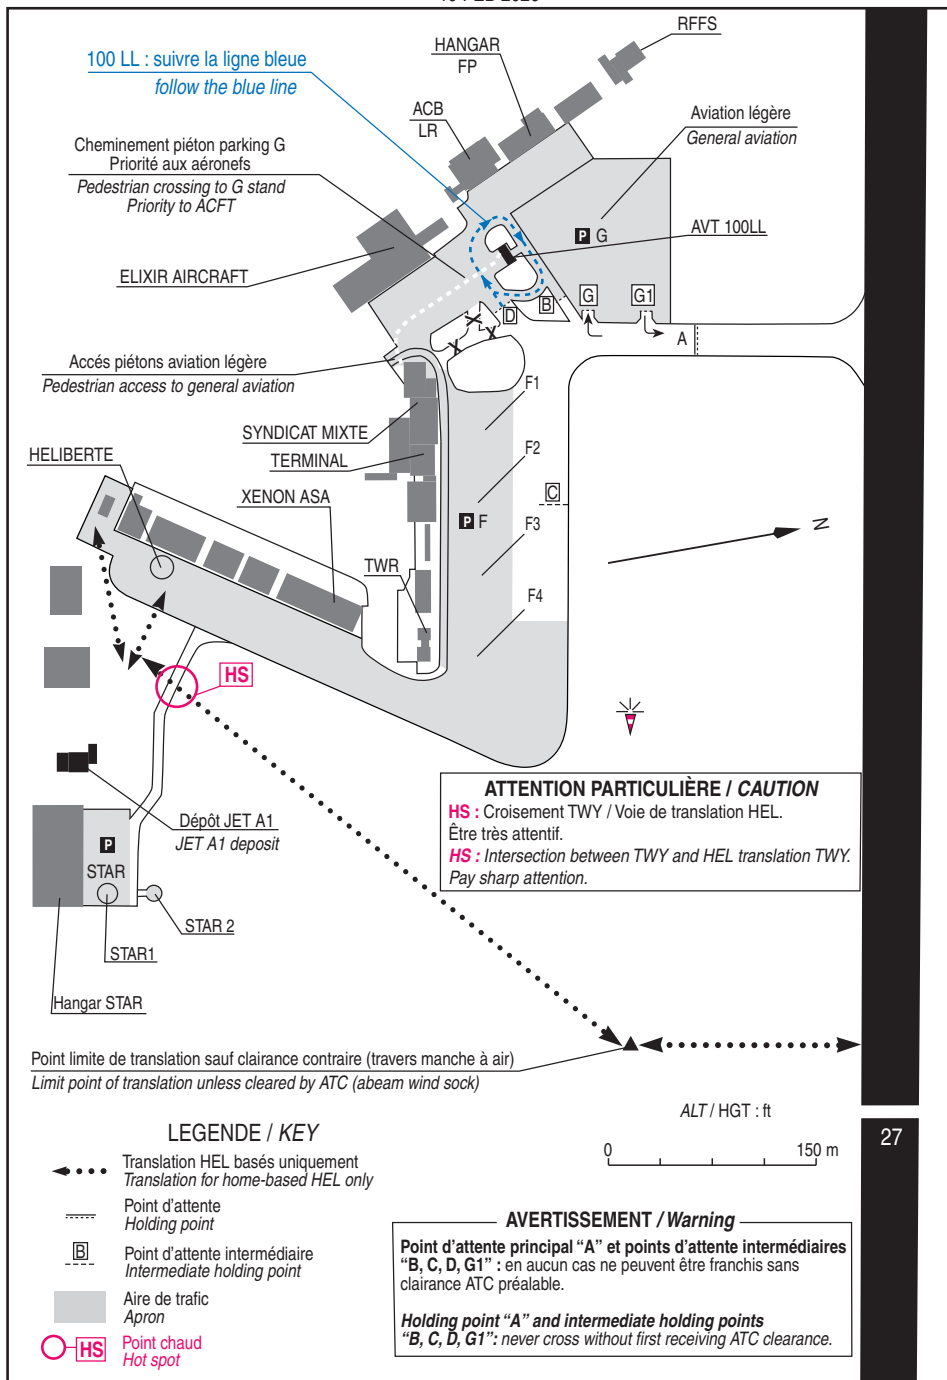 RFFS
HANGAR
FP
100 LL : suivre la ligne bleue
follow the blue line
ACB
LR
Aviation légère
General aviation
Cheminement piéton parking G
Priorité aux aéronefs
Pedestrian crossing to G stand
Priority to ACFT
P G
AVT 100LL
ELIXIR AIRCRAFT
G
G1
B
D
A
X
X
X
Accés piétons aviation légère
Pedestrian access to general aviation
F1
SYNDICAT MIXTE
TERMINAL
F2
HELIBERTE
XENON ASA
C
P F
F3
N
TWR
F4
HS
ATTENTION PARTICULIÈRE / CAUTION
HS : Croisement TWY / Voie de translation HEL.
Être très attentif.
HS : Intersection between TWY and HEL translation TWY.
Pay sharp attention.
Dépôt JET A1
JET A1 deposit
P
STAR
STAR 2
STAR1
Hangar STAR
Point limite de translation sauf clairance contraire (travers manche à air)
Limit point of translation unless cleared by ATC (abeam wind sock)
ALT / HGT : ft
27
0 150 m
LEGENDE / KEY
Translation HEL basés uniquement
Translation for home-based HEL only
Point d'attente
Holding point
B
Point d'attente intermédiaire
Intermediate holding point
Aire de trafic
Apron
HS
Point chaud
Hot spot
AVERTISSEMENT / Warning
Point d'attente principal "A" et points d'attente intermédiaires
"B, C, D, G1" : en aucun cas ne peuvent être franchis sans
clairance ATC préalable.
Holding point "A" and intermediate holding points
"B, C, D, G1": never cross without first receiving ATC clearance.